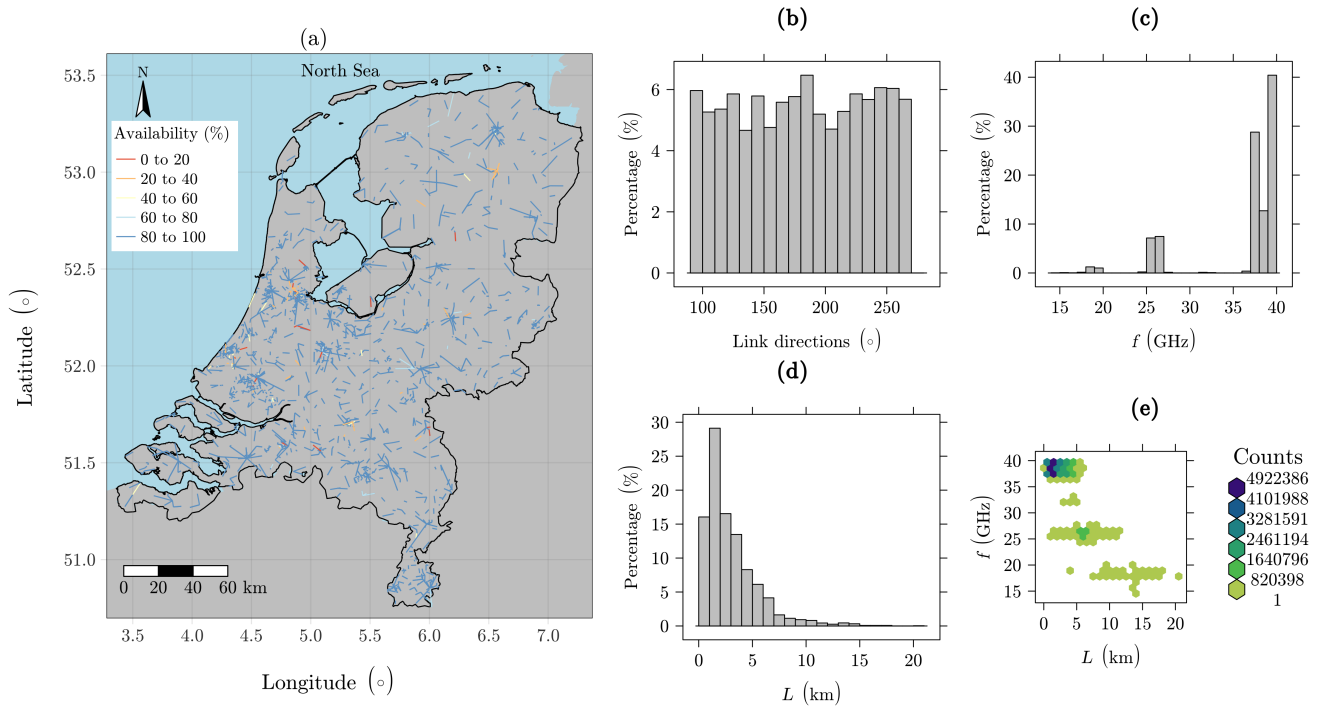 (a)
North Sea
N
Availability (%)
0 to 20
20 to 40
40 to 60
60 to 80
80 to 100
53.5
53.0
52.5
52.0
51.5
51.0
Latitude (○)
0 20 40 60 km
3.5 4.0 4.5 5.0 5.5 6.0 6.5 7.0
Longitude (○)
(b)
Percentage (%)
6
4
2
0
100 150 200 250
Link directions (○)
(c)
Percentage (%)
40
30
20
10
0
15 20 25 30 35 40
f (GHz)
(d)
Percentage (%)
30
25
20
15
10
5
0
0 5 10 15 20
L (km)
(e)
f (GHz)
40
35
30
25
20
15
0 5 10 15 20
L (km)
Counts
4922386
4101988
3281591
2461194
1640796
820398
1